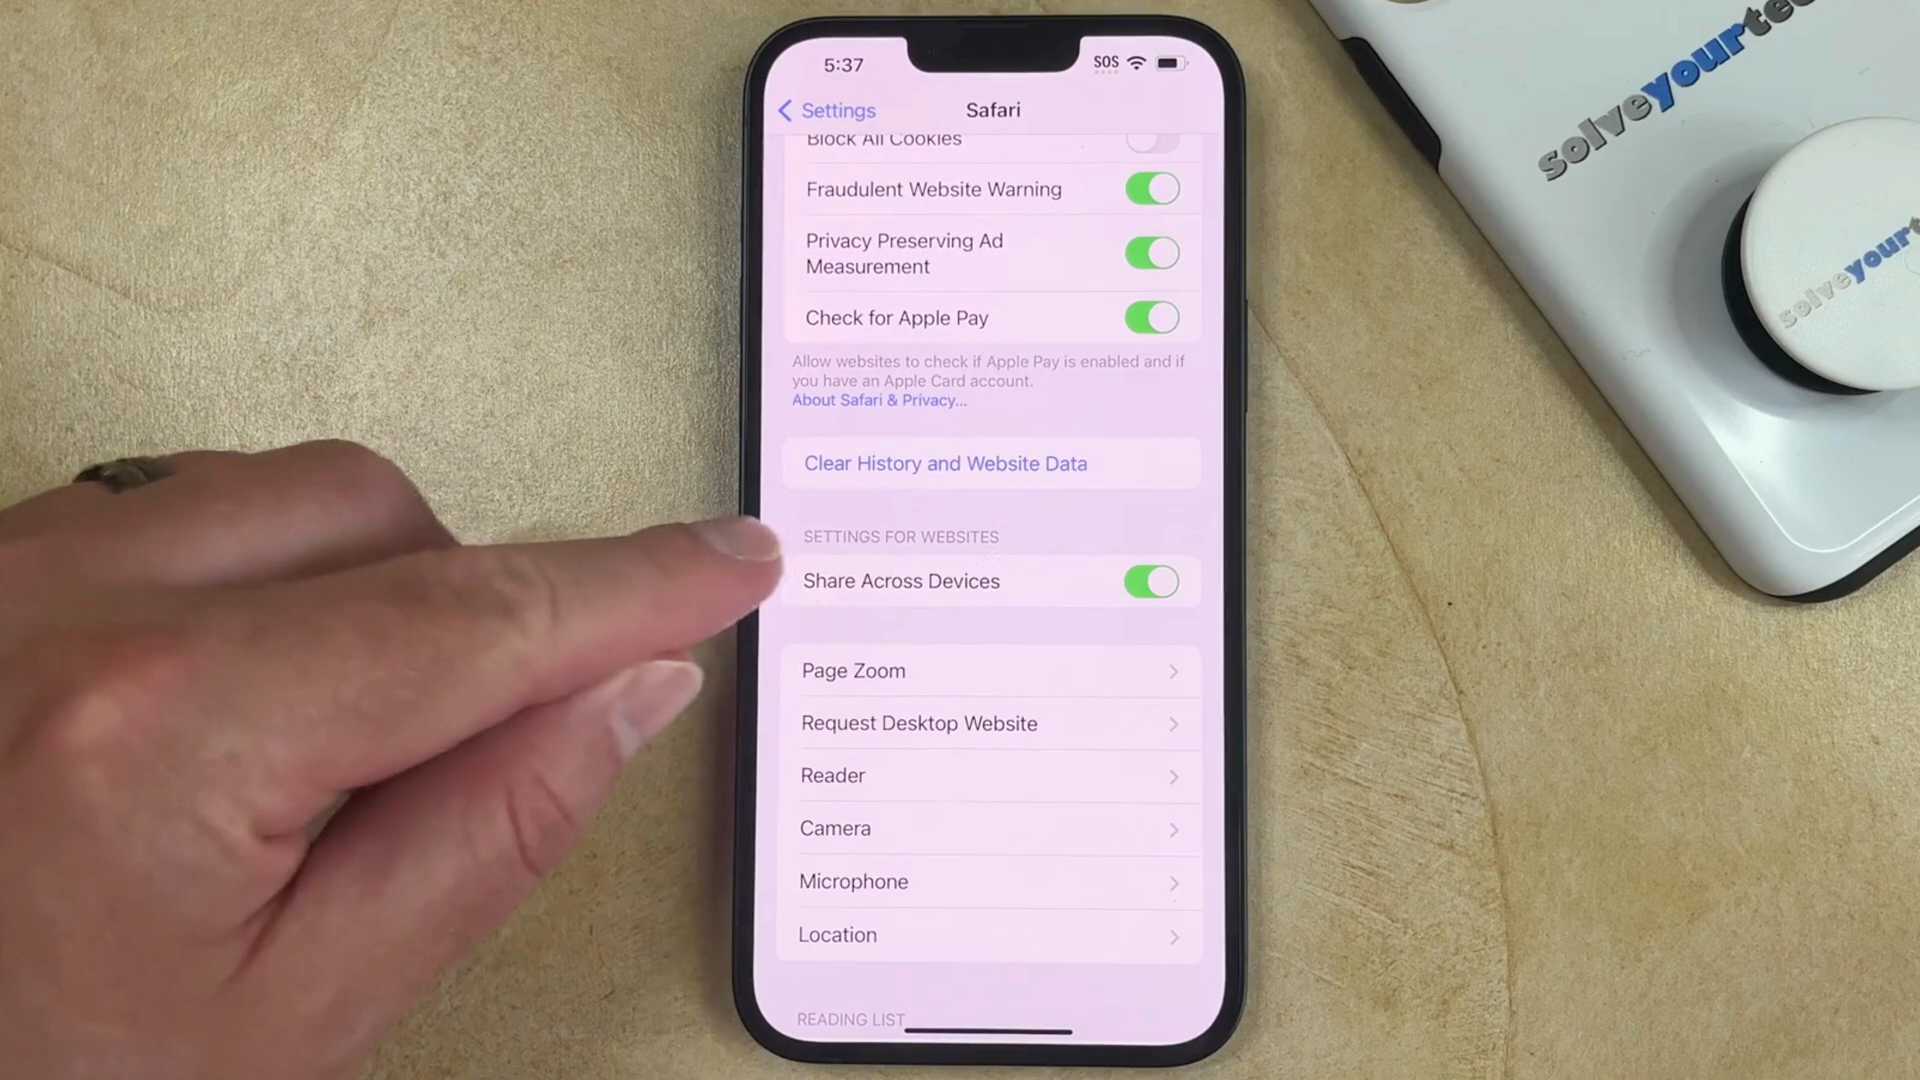 5:37
SOS
Settings
Safari
Block All Cookies
Fraudulent Website Warning
Privacy Preserving Ad
Measurement
Check for Apple Pay
Allow websites to check if Apple Pay is enabled and if
you have an Apple Card account.
About Safari & Privacy...
Clear History and Website Data
SETTINGS FOR WEBSITES
Share Across Devices
Page Zoom
Request Desktop Website
Reader
Camera
Microphone
Location
READING LIST
solveyourtec
solveyourt